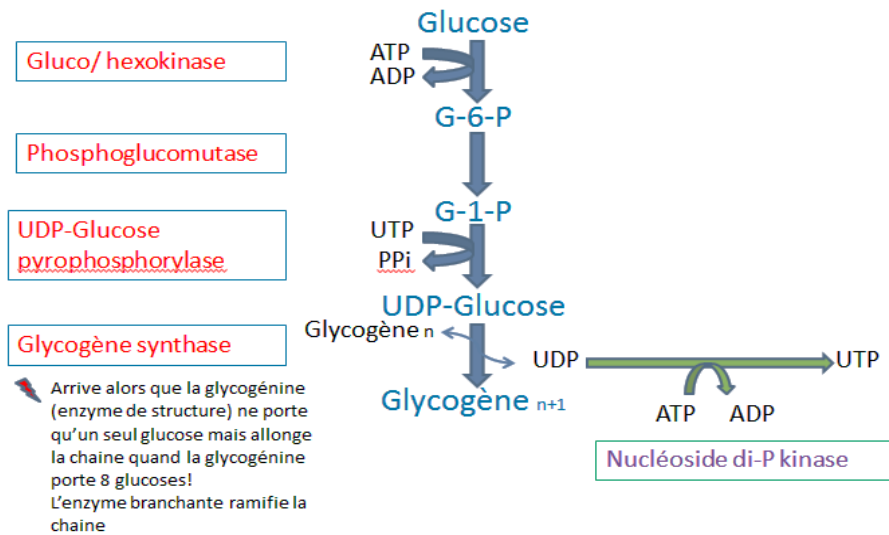 Glucose
Gluco/ hexokinase
ATP
ADP
G-6-P
Phosphoglucomutase
G-1-P
UDP-Glucose
pyrophosphorylase
UTP
PPi
UDP-Glucose
Glycogène synthase
Glycogène n
UDP
UTP
Glycogène n+1
ATP
ADP
Nucléoside di-P kinase
Arrive alors que la glycogénine
(enzyme de structure) ne porte
qu'un seul glucose mais allonge
la chaine quand la glycogénine
porte 8 glucoses!
L'enzyme branchante ramifie la
chaine